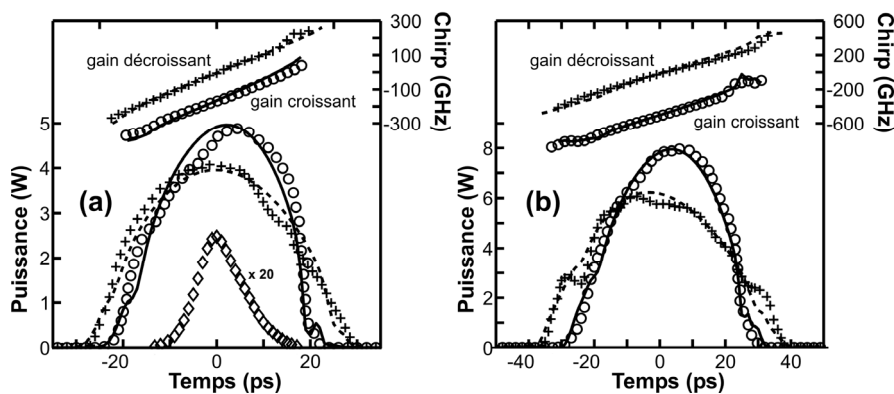 300
100
-100
-300
Chirp (GHz)
gain décroissant
gain croissant
5
4
3
2
1
0
Puissance (W)
(a)
x 20
-20
0
20
Temps (ps)
600
200
-200
-600
Chirp (GHz)
gain décroissant
gain croissant
8
6
4
2
0
Puissance (W)
(b)
-40
-20
0
20
40
Temps (ps)